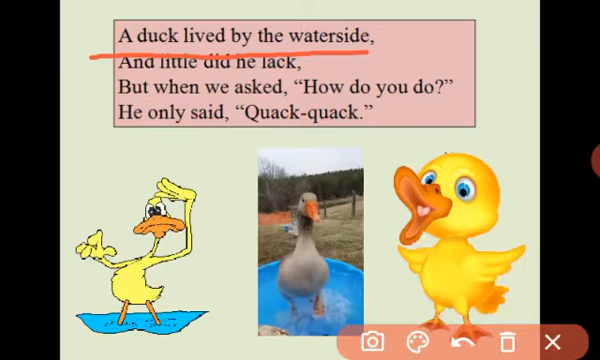 A duck lived by the waterside,
And little did he lack,
But when we asked, “How do you do?”
He only said, “Quack-quack.”